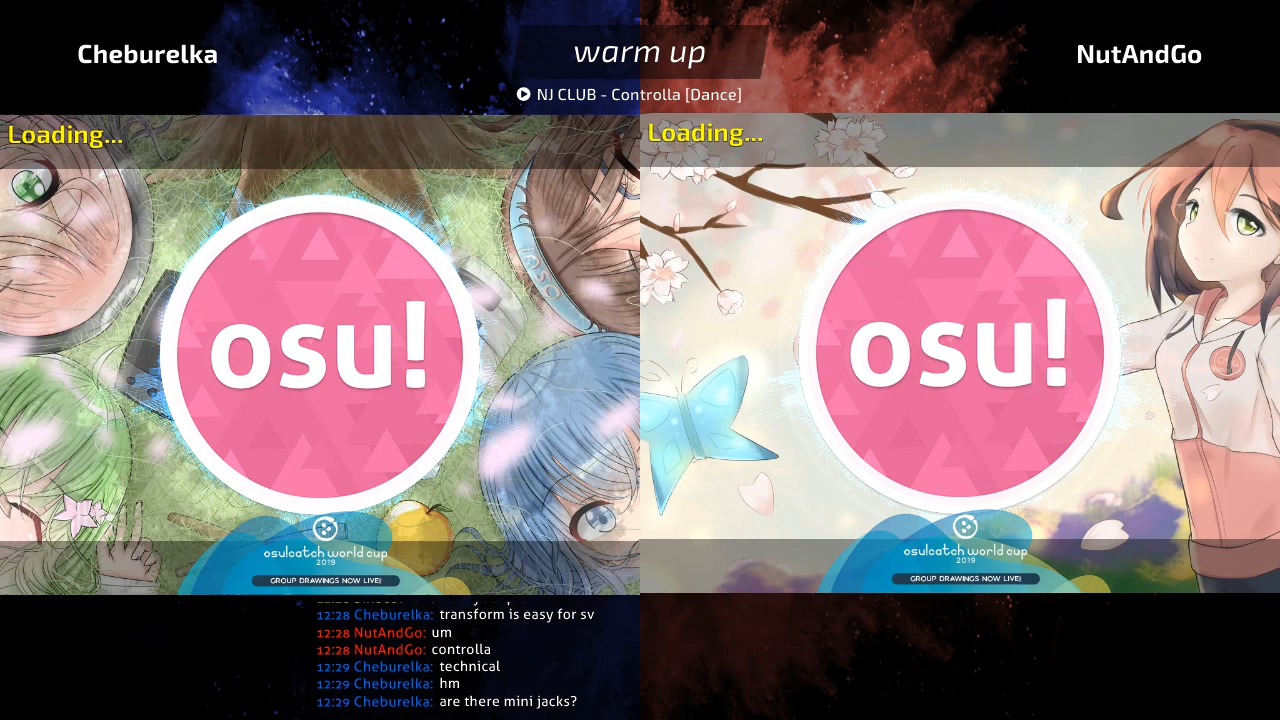 Cheburelka
warm up
NutAndGo
NJ CLUB - Controlla [Dance]
Loading...
Loading...
osu!
osu!
osu!catch world cup
2019
GROUP DRAWINGS NOW LIVE!
osu!catch world cup
2019
GROUP DRAWINGS NOW LIVE!
12:28 Cheburelka: transform is easy for sv
12:28 NutAndGo: um
12:28 NutAndGo: controlla
12:29 Cheburelka: technical
12:29 Cheburelka: hm
12:29 Cheburelka: are there mini jacks?